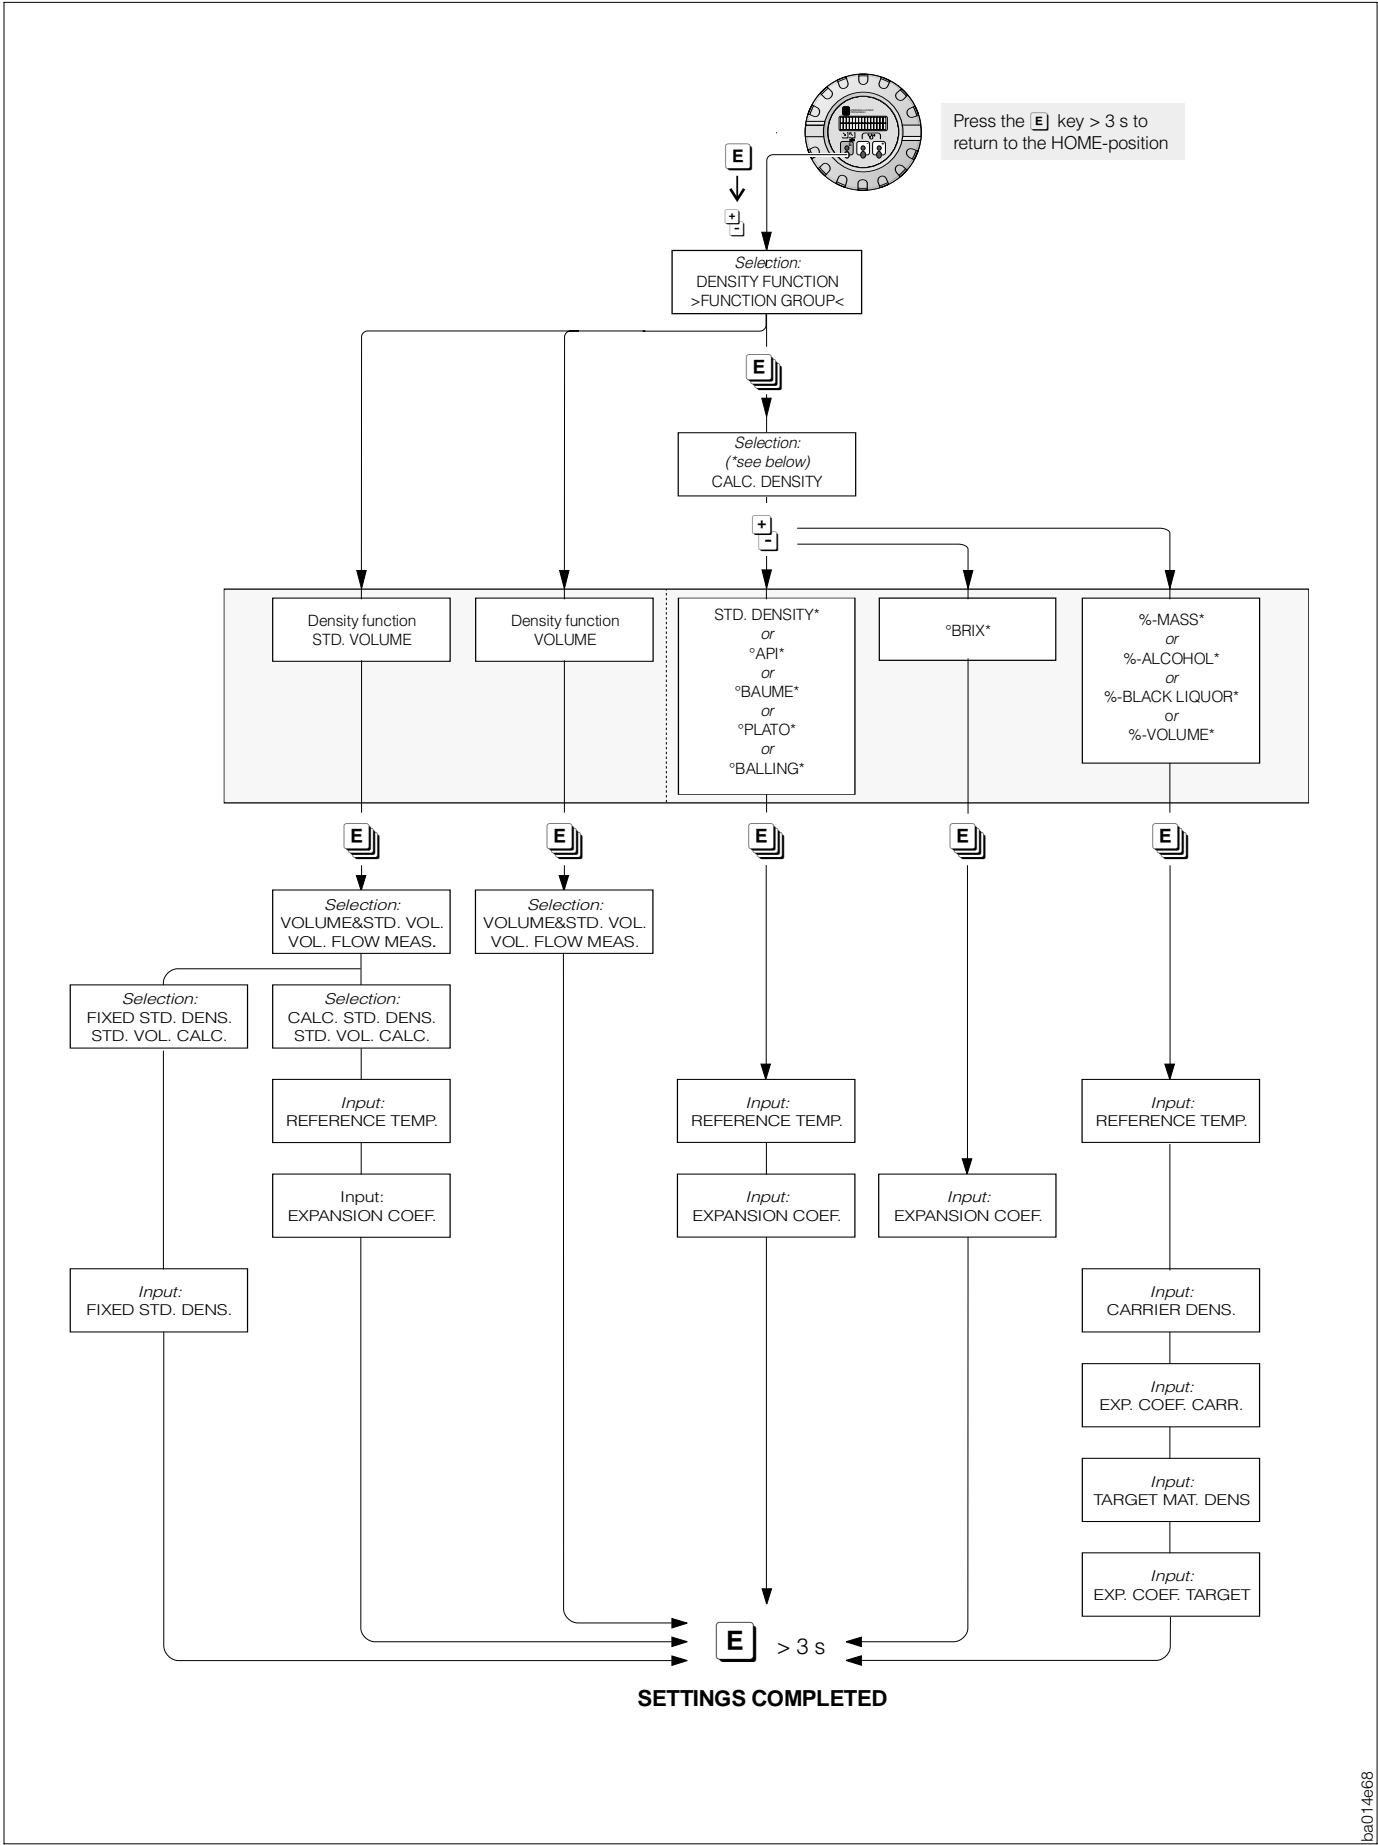 Press the E key > 3 s to
return to the HOME-position
E
+
-
Selection:
DENSITY FUNCTION
>FUNCTION GROUP<
E
Selection:
(*see below)
CALC. DENSITY
+
-
Density function
STD. VOLUME
Density function
VOLUME
STD. DENSITY*
or
°API*
or
°BAUME*
or
°PLATO*
or
°BALLING*
°BRIX*
%-MASS*
or
%-ALCOHOL*
or
%-BLACK LIQUOR*
or
%-VOLUME*
E
E
E
E
E
Selection:
VOLUME&STD. VOL.
VOL. FLOW MEAS.
Selection:
VOLUME&STD. VOL.
VOL. FLOW MEAS.
Selection:
FIXED STD. DENS.
STD. VOL. CALC.
Selection:
CALC. STD. DENS.
STD. VOL. CALC.
Input:
REFERENCE TEMP.
Input:
REFERENCE TEMP.
Input:
REFERENCE TEMP.
Input:
EXPANSION COEF.
Input:
EXPANSION COEF.
Input:
EXPANSION COEF.
Input:
FIXED STD. DENS.
Input:
CARRIER DENS.
Input:
EXP. COEF. CARR.
Input:
TARGET MAT. DENS
Input:
EXP. COEF. TARGET
E > 3 s
SETTINGS COMPLETED
ba014e68